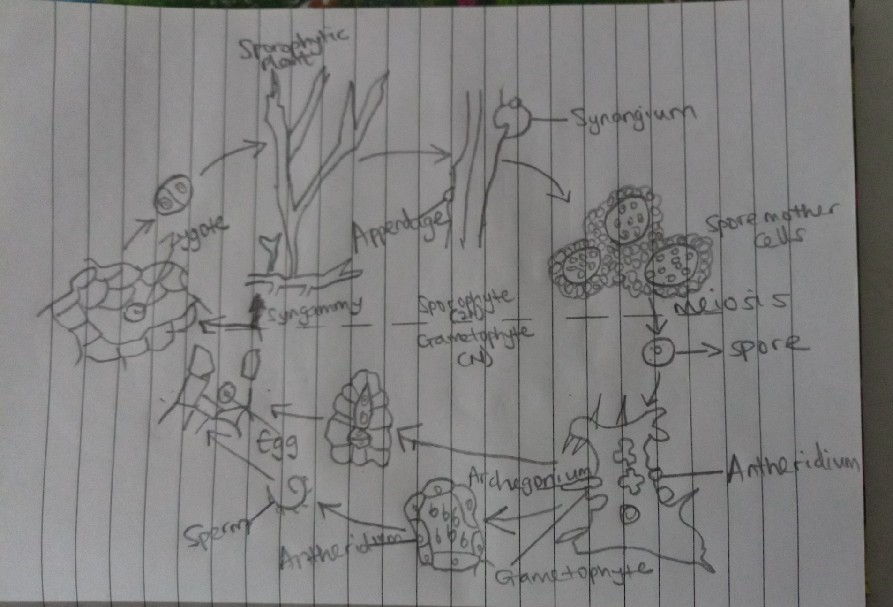 Sporophytic
Plant
Synangium
Appendage
Spore mother
Cells
Zygote
Syngammy
Sporophyte
(2N)
Gametophyte
(N)
Meiosis
Spore
Egg
Archegonium
Antheridium
Sperm
Antheridium
Gametophyte